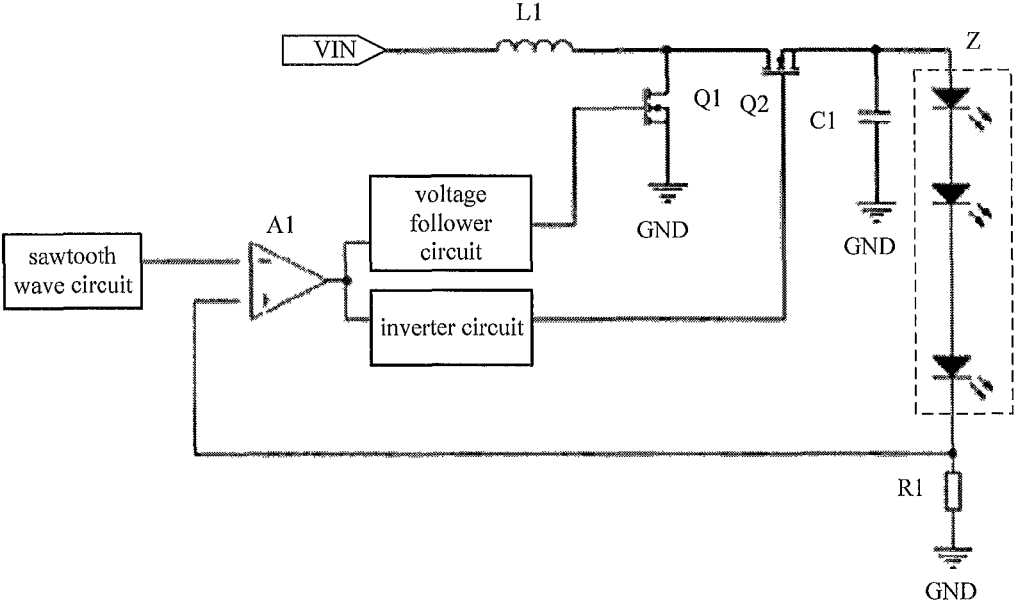 L1
VIN
Z
Q1
Q2
C1
voltage
follower
circuit
GND
GND
A1
sawtooth
wave circuit
−
+
inverter circuit
R1
GND